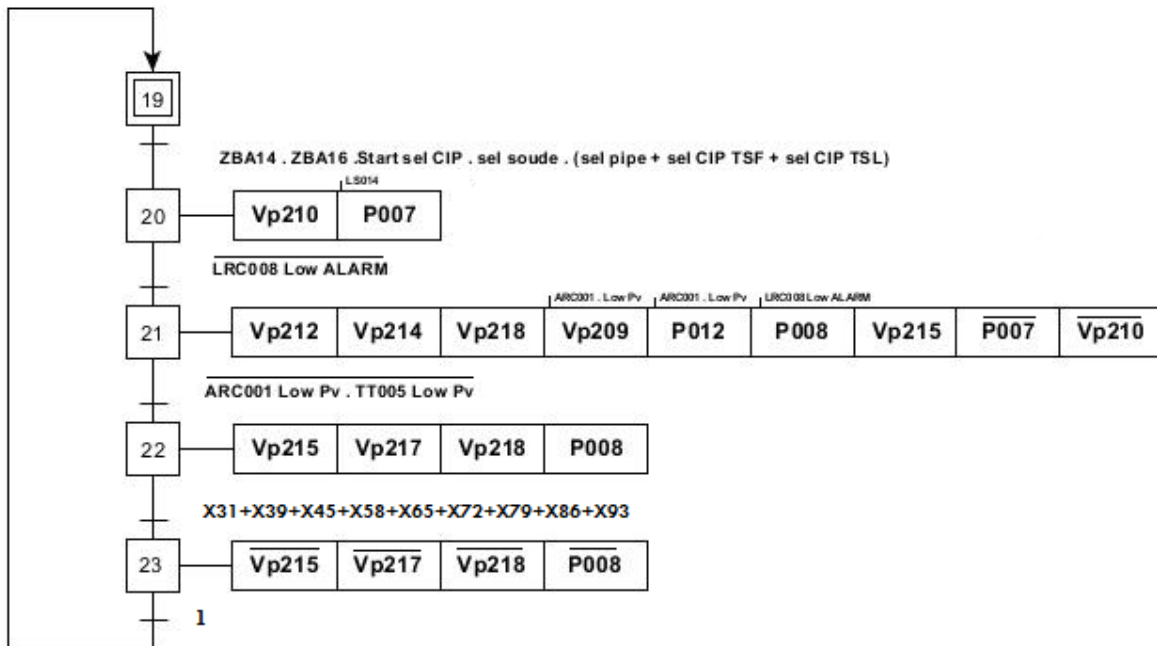 19
ZBA14 . ZBA16 .Start sel CIP . sel soude . (sel pipe + sel CIP TSF + sel CIP TSL)
LS014
20 Vp210 P007
LRC008 Low ALARM
ARC001 . Low Pv ARC001 . Low Pv LRC008 Low ALARM
21 Vp212 Vp214 Vp218 Vp209 P012 P008 Vp215 P007 Vp210
ARC001 Low Pv . TT005 Low Pv
22 Vp215 Vp217 Vp218 P008
X31+X39+X45+X58+X65+X72+X79+X86+X93
23 Vp215 Vp217 Vp218 P008
1